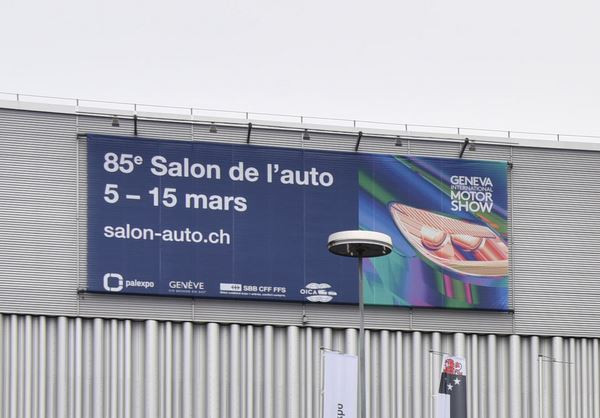 85e Salon de l'auto
5 – 15 mars
salon-auto.ch
GENEVA
INTERNATIONAL
MOTOR
SHOW
palexpo
GENÈVE
SBB CFF FFS
OICA